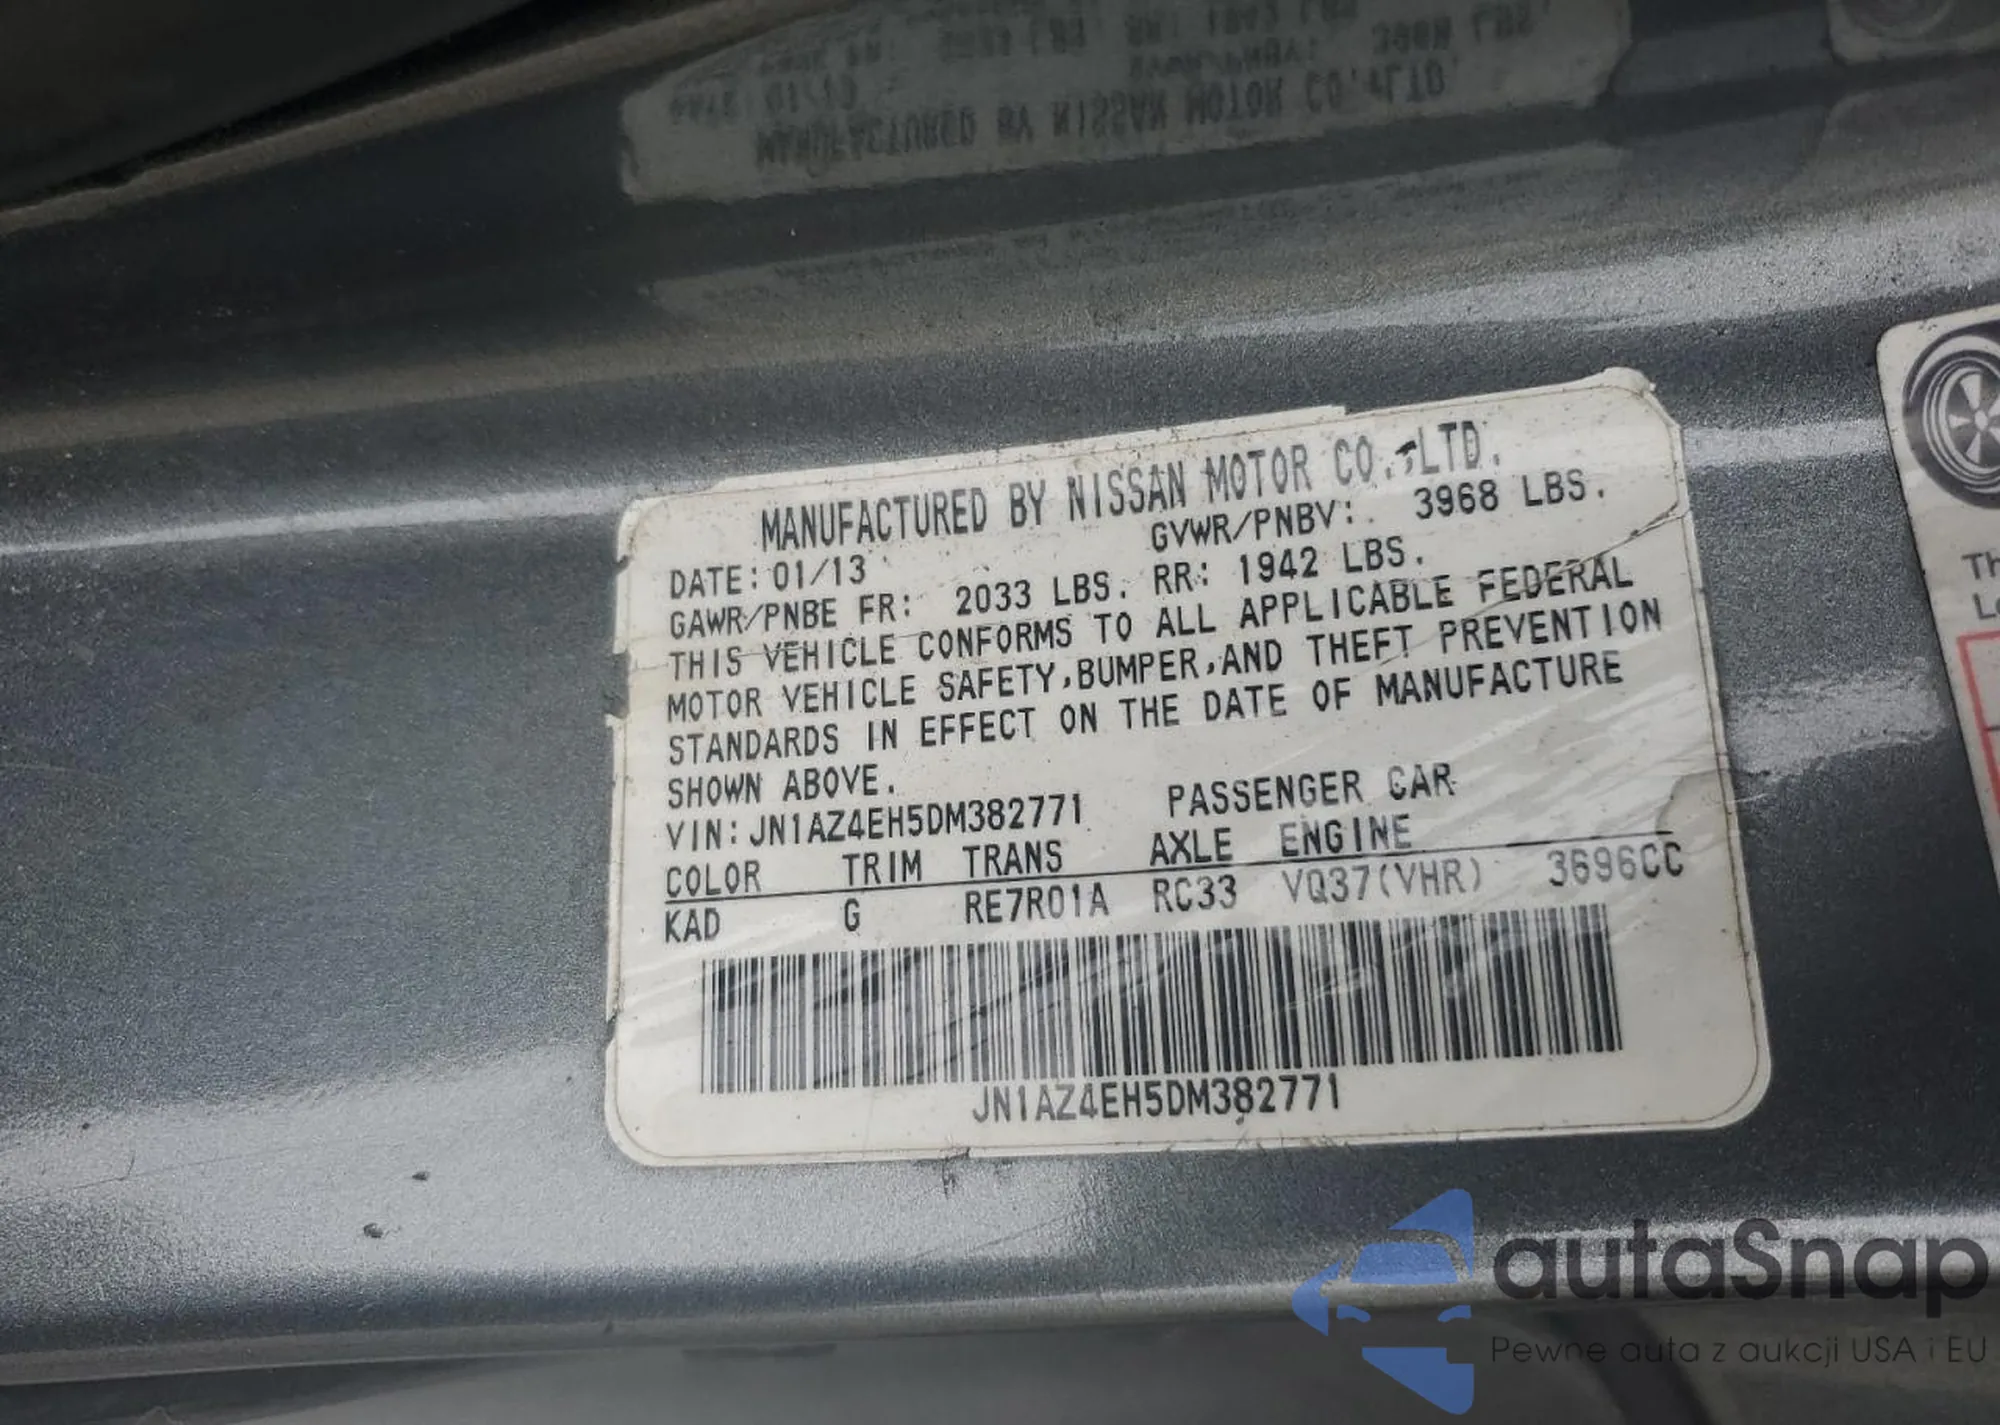 MANUFACTURED BY NISSAN MOTOR CO.,LTD.
DATE:01/13 GVWR/PNBV: 3968 LBS.
GAWR/PNBE FR: 2033 LBS. RR: 1942 LBS.
THIS VEHICLE CONFORMS TO ALL APPLICABLE FEDERAL
MOTOR VEHICLE SAFETY,BUMPER,AND THEFT PREVENTION
STANDARDS IN EFFECT ON THE DATE OF MANUFACTURE
SHOWN ABOVE.
VIN:JN1AZ4EH5DM382771 PASSENGER CAR
COLOR TRIM TRANS AXLE ENGINE
KAD G RE7R01A RC33 VQ37(VHR) 3696CC
JN1AZ4EH5DM382771
autaSnap
Pewne auta z aukcji USA i EU